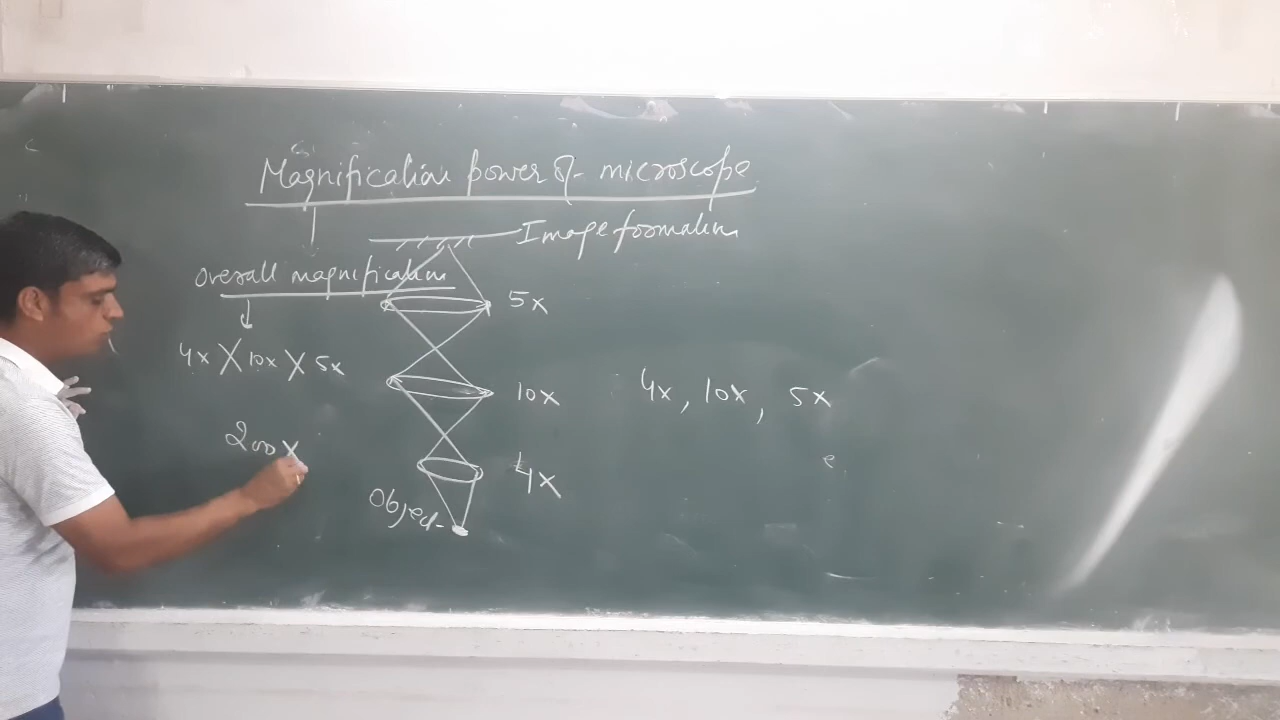 Magnification power of microscope
Image formation
Overall magnification
5x
4x X 10x X 5x
10x
4x, 10x, 5x
200x
4x
Object